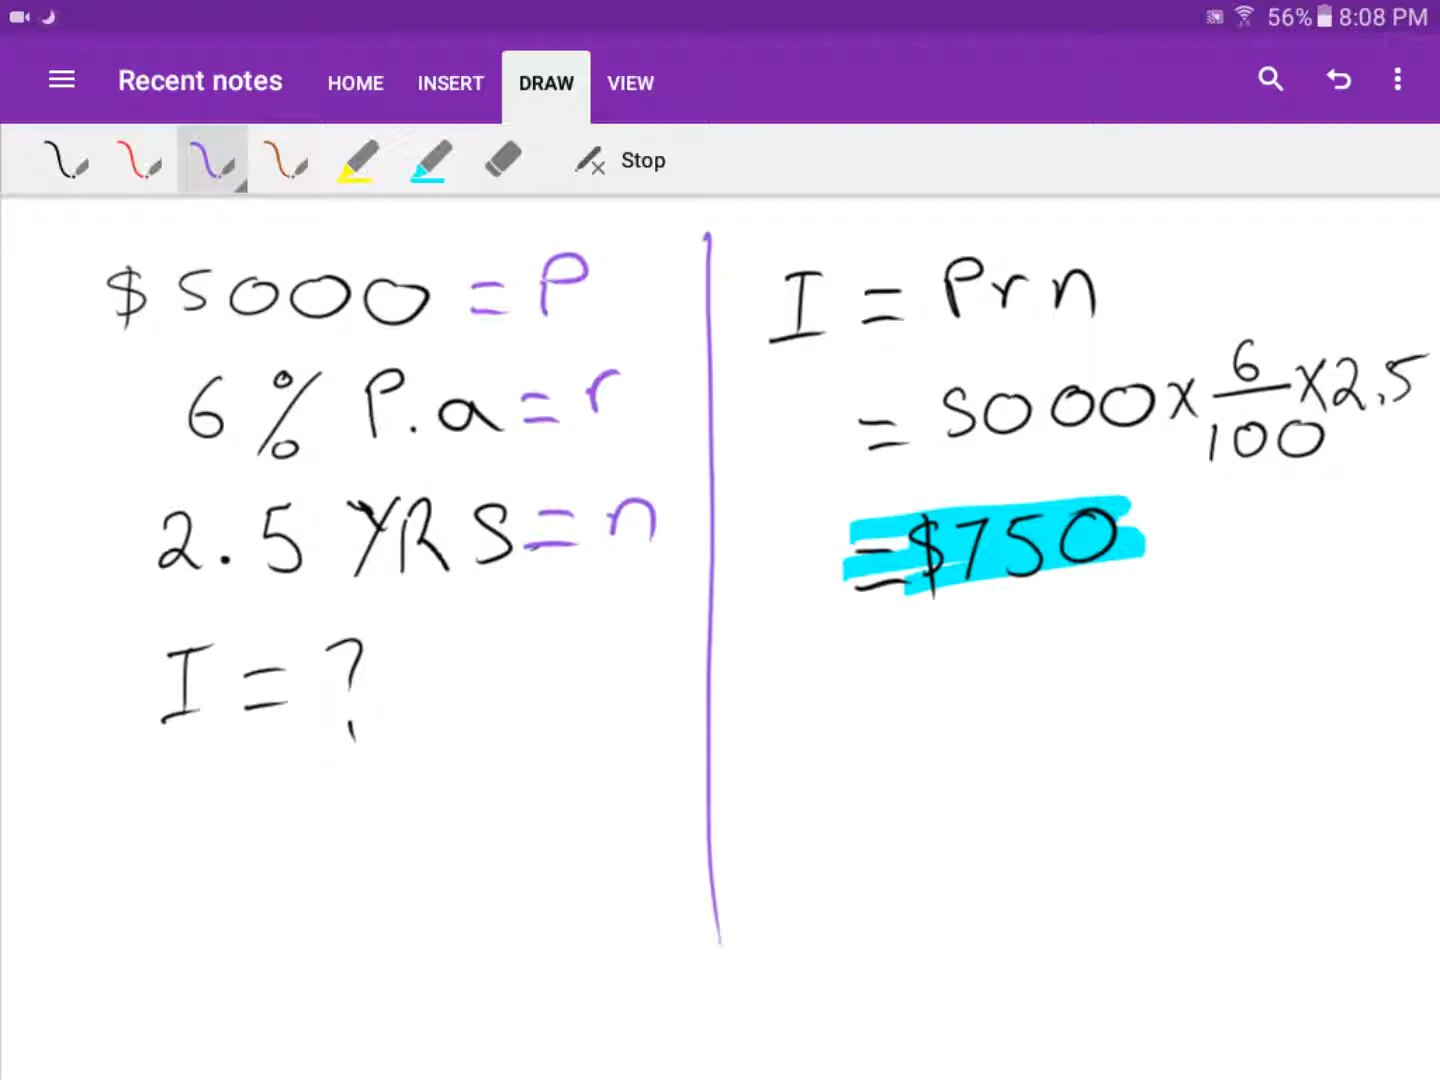 56% 8:08 PM
Recent notes HOME INSERT DRAW VIEW
Stop
$5000 = P
6% P.a = r
2.5 YRS = n
I = ?
I = Prn
= 5000 × 6/100 × 2.5
= $750